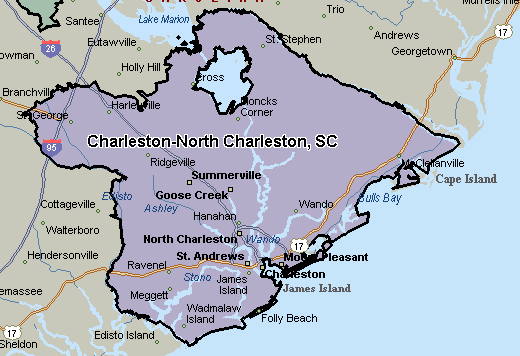 Santee
Lake Marion
Trio
Andrews
17
26
Eutawville
St. Stephen
Georgetown
Bowman
Holly Hill
Cross
Branchville
Harleyville
Moncks
Corner
St. George
95
Charleston-North Charleston, SC
Ridgeville
McClellanville
Summerville
Cape Island
Goose Creek
Edisto
Bulls Bay
Cottageville
Ashley
Wando
Hanahan
Walterboro
North Charleston
Wando
17
Hendersonville
St. Andrews
Mount Pleasant
Ravenel
Charleston
Stono
James
Island
James Island
Yemassee
Meggett
Wadmalaw
Island
Folly Beach
17
Edisto Island
Sheldon